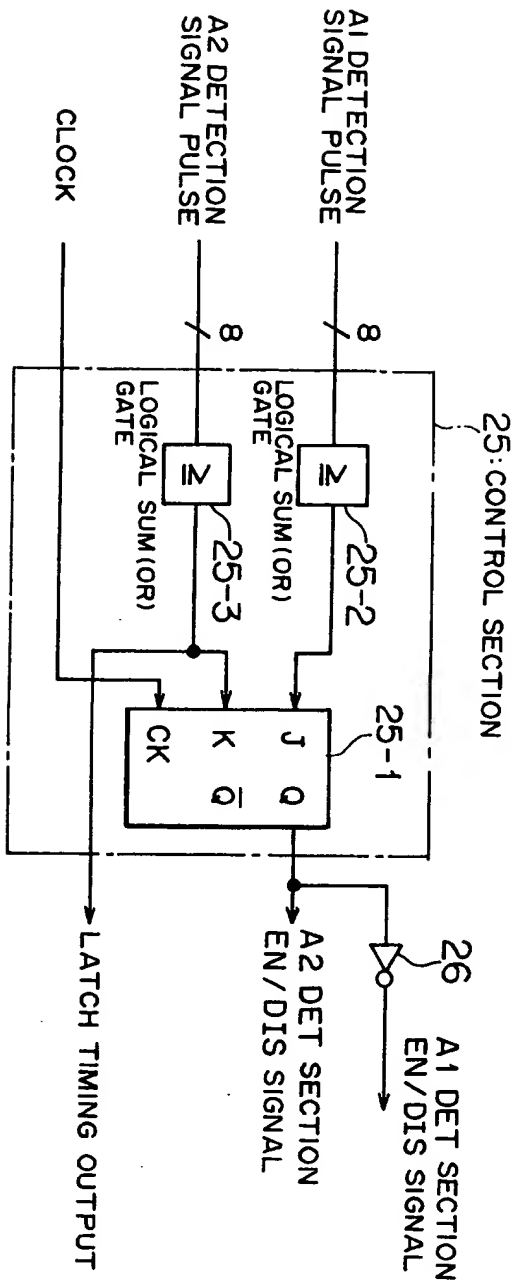 25:CONTROL SECTION
A1 DETECTION
SIGNAL PULSE
8
LOGICAL SUM(OR)
GATE
≥
25-2
25-1
26
A1 DET SECTION
EN/DIS SIGNAL
A2 DETECTION
SIGNAL PULSE
8
LOGICAL SUM(OR)
GATE
≥
25-3
J Q
K Q̅
CK
A2 DET SECTION
EN/DIS SIGNAL
CLOCK
LATCH TIMING OUTPUT